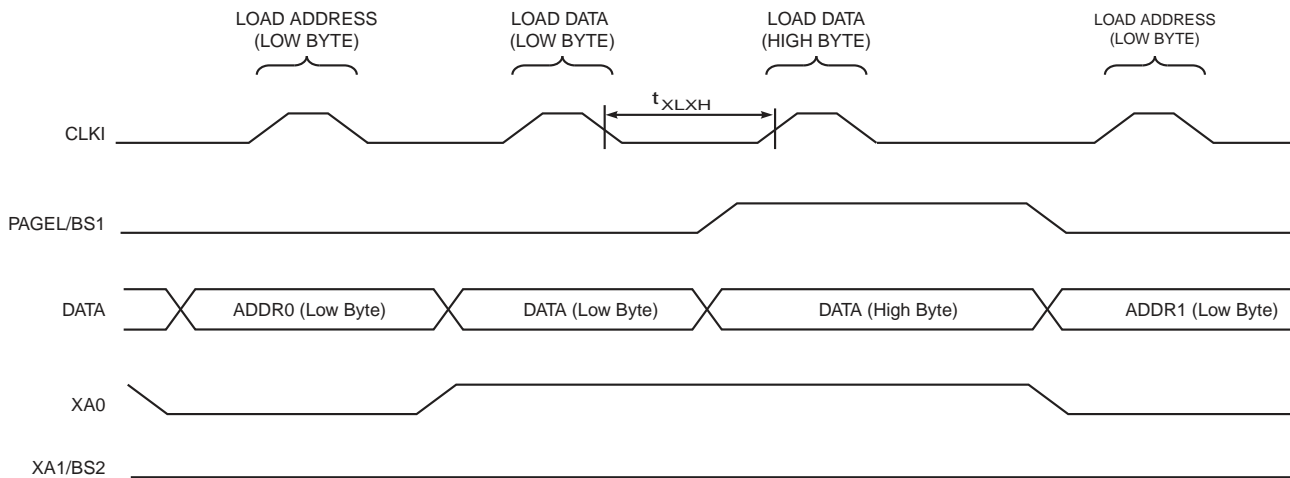 LOAD ADDRESS
(LOW BYTE)
LOAD DATA
(LOW BYTE)
LOAD DATA
(HIGH BYTE)
LOAD ADDRESS
(LOW BYTE)
tXLXH
CLKI
PAGEL/BS1
DATA
ADDR0 (Low Byte)
DATA (Low Byte)
DATA (High Byte)
ADDR1 (Low Byte)
XA0
XA1/BS2